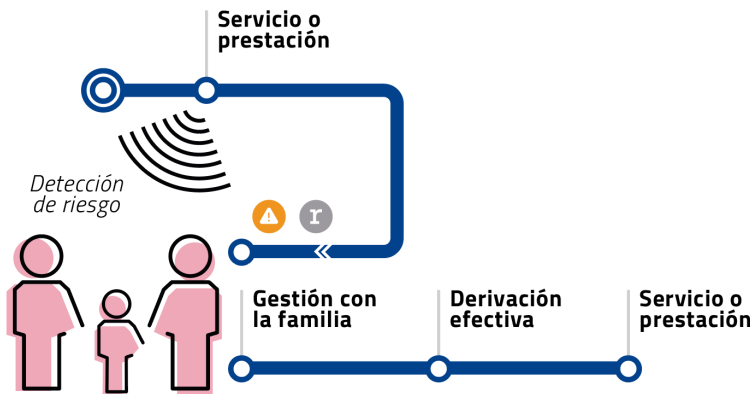 Servicio o
prestación
Detección
de riesgo
r
Gestión con
la familia
Derivación
efectiva
Servicio o
prestación